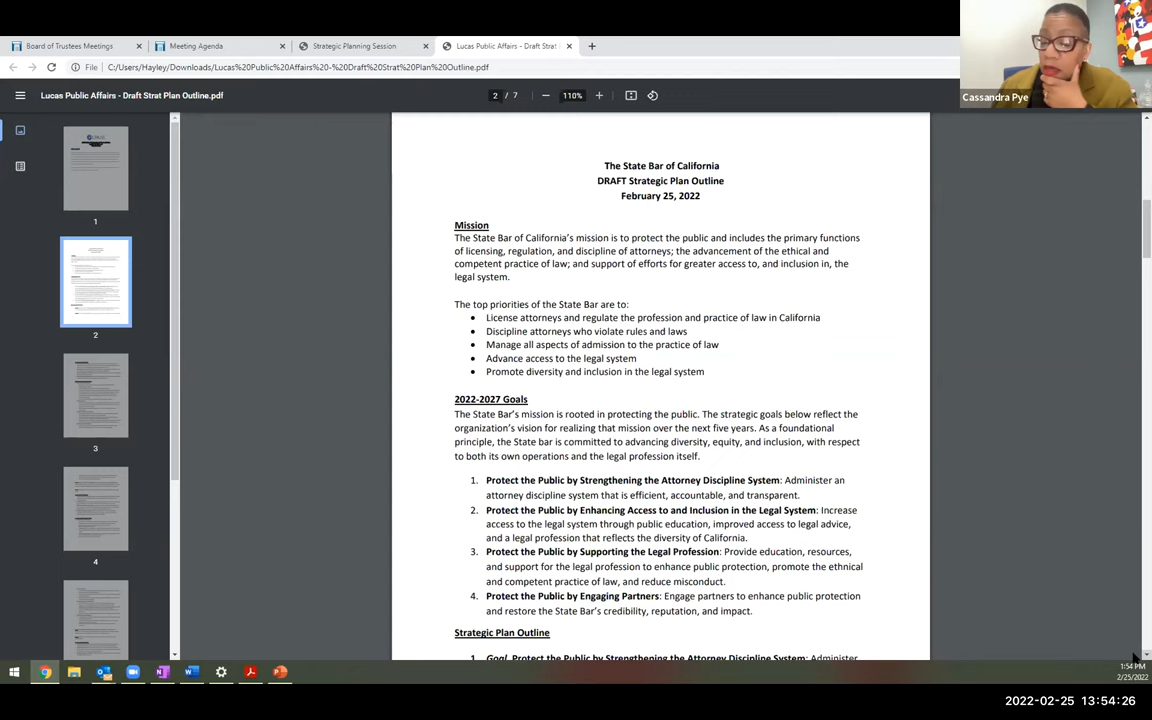 Board of Trustees Meetings
Meeting Agenda
Strategic Planning Session
Lucas Public Affairs - Draft Strat
File
C:/Users/Hayley/Downloads/Lucas%20Public%20Affairs%20-%20Draft%20Strat%20Plan%20Outline.pdf
Cassandra Pye
Lucas Public Affairs - Draft Strat Plan Outline.pdf
2 / 7
110%
1
2
3
4
The State Bar of California
DRAFT Strategic Plan Outline
February 25, 2022
Mission
The State Bar of California's mission is to protect the public and includes the primary functions
of licensing, regulation, and discipline of attorneys; the advancement of the ethical and
competent practice of law; and support of efforts for greater access to, and inclusion in, the
legal system.
The top priorities of the State Bar are to:
• License attorneys and regulate the profession and practice of law in California
• Discipline attorneys who violate rules and laws
• Manage all aspects of admission to the practice of law
• Advance access to the legal system
• Promote diversity and inclusion in the legal system
2022-2027 Goals
The State Bar's mission is rooted in protecting the public. The strategic goals below reflect the
organization's vision for realizing that mission over the next five years. As a foundational
principle, the State bar is committed to advancing diversity, equity, and inclusion, with respect
to both its own operations and the legal profession itself.
1. Protect the Public by Strengthening the Attorney Discipline System: Administer an
attorney discipline system that is efficient, accountable, and transparent.
2. Protect the Public by Enhancing Access to and Inclusion in the Legal System: Increase
access to the legal system through public education, improved access to legal advice,
and a legal profession that reflects the diversity of California.
3. Protect the Public by Supporting the Legal Profession: Provide education, resources,
and support for the legal profession to enhance public protection, promote the ethnical
and competent practice of law, and reduce misconduct.
4. Protect the Public by Engaging Partners: Engage partners to enhance public protection
and restore the State Bar's credibility, reputation, and impact.
Strategic Plan Outline
1. Goal. Protect the Public by Strengthening the Attorney Discipline System: Administer
1:54 PM
2/25/2022
2022-02-25 13:54:26